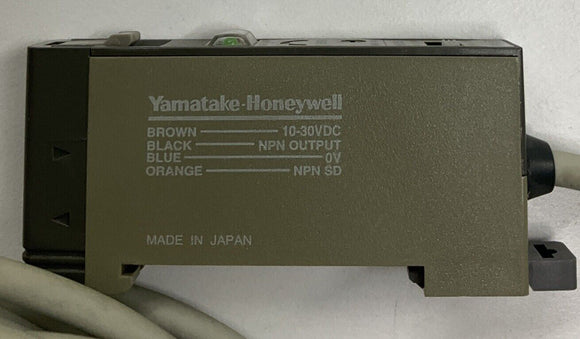 Yamatake-Honeywell
BROWN 10-30VDC
BLACK NPN OUTPUT
BLUE 0V
ORANGE NPN SD
MADE IN JAPAN